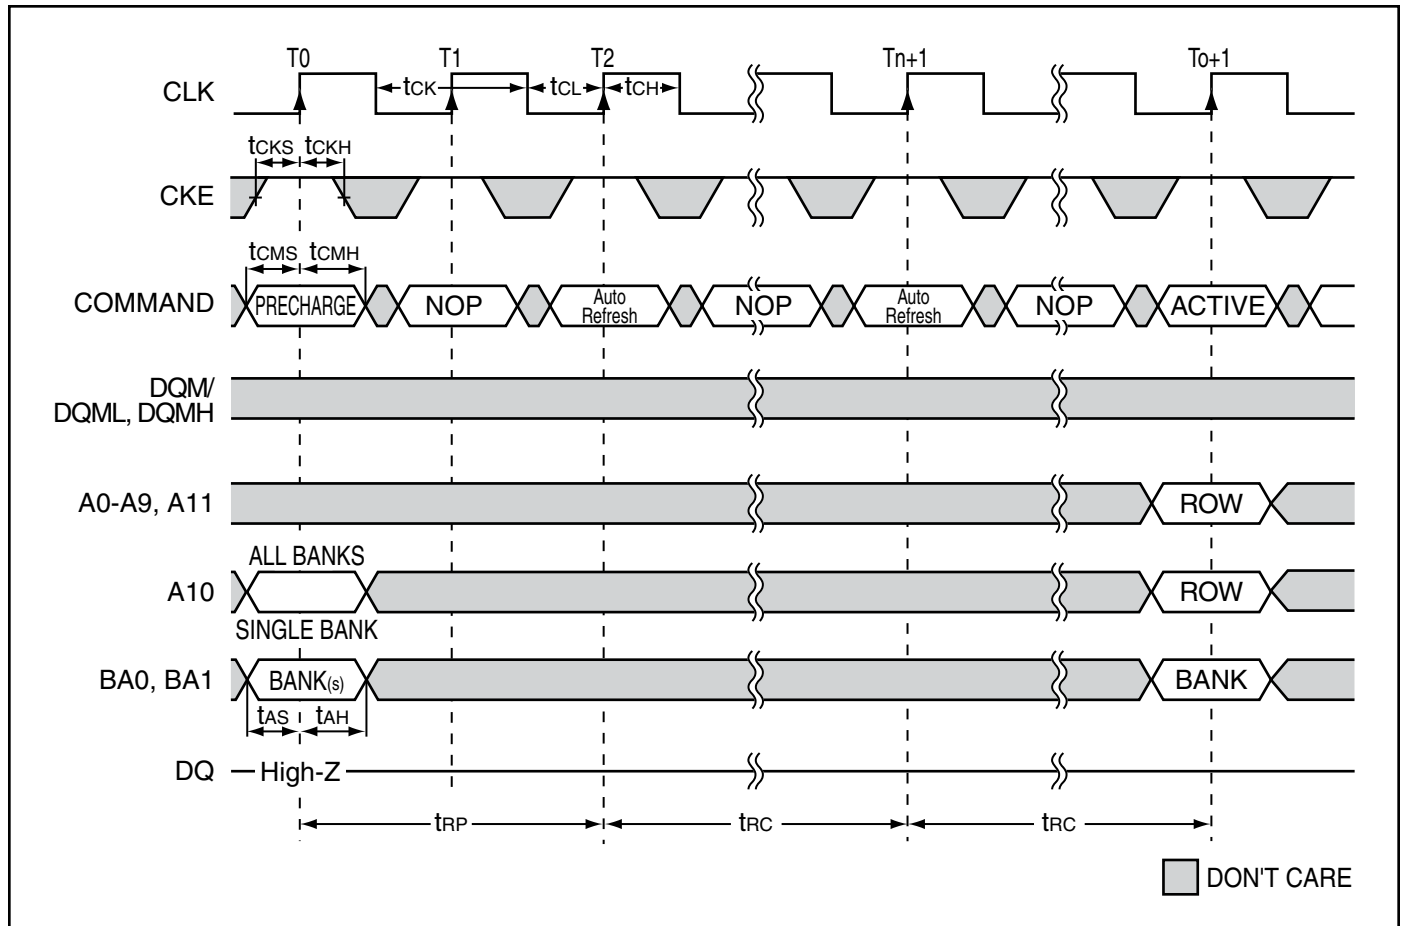 T0 T1 T2 Tn+1 To+1
CLK tCK tCL tCH
tCKS tCKH
CKE
tCMS tCMH
COMMAND PRECHARGE NOP Auto Refresh NOP Auto Refresh NOP ACTIVE
DQM/
DQML, DQMH
A0-A9, A11 ROW
ALL BANKS
A10 ROW
SINGLE BANK
BA0, BA1 BANK(s) BANK
tAS tAH
DQ High-Z
tRP tRC tRC
DON'T CARE